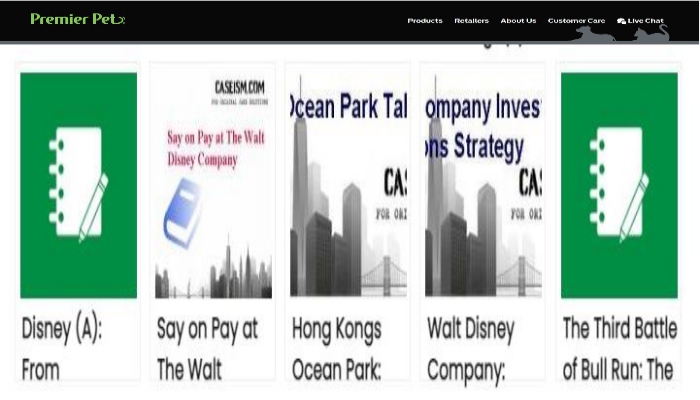 Premier Pet
Products Retailers About Us Customer Care Live Chat
CASEISM.COM
FOR ORIGINAL CASE SOLUTIONS
Say on Pay at The Walt
Disney Company
Ocean Park Tal
CAS
FOR ORI
ompany Inves
ons Strategy
CAS
FOR ORI
Disney (A):
From
Say on Pay at
The Walt
Hong Kongs
Ocean Park:
Walt Disney
Company:
The Third Battle
of Bull Run: The